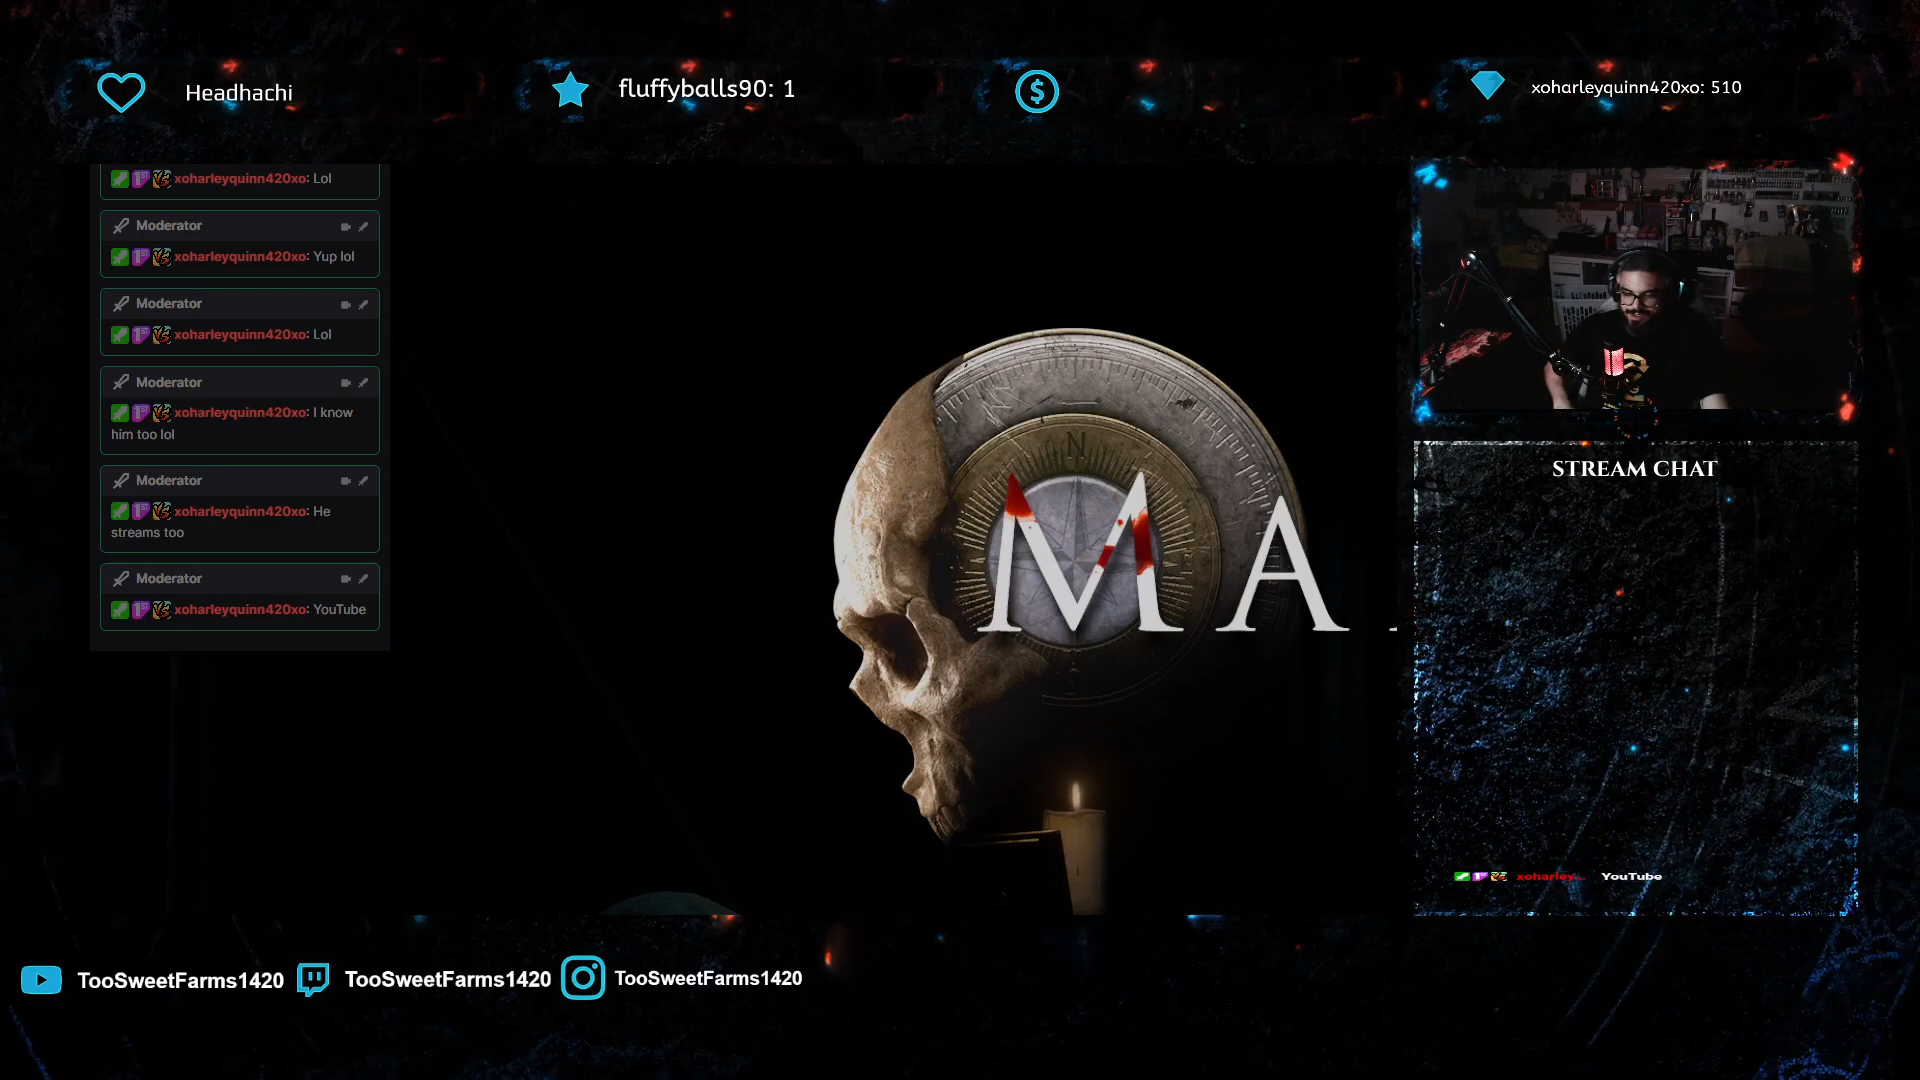 Headhachi
fluffyballs90: 1
xoharleyquinn420xo: 510
xoharleyquinn420xo: Lol
Moderator
xoharleyquinn420xo: Yup lol
Moderator
xoharleyquinn420xo: Lol
Moderator
xoharleyquinn420xo: I know
him too lol
Moderator
xoharleyquinn420xo: He
streams too
Moderator
xoharleyquinn420xo: YouTube
N
MA
STREAM CHAT
xoharley... YouTube
TooSweetFarms1420
TooSweetFarms1420
TooSweetFarms1420